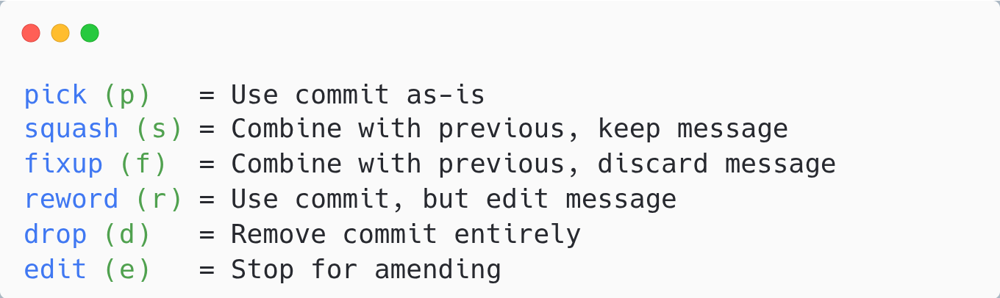 pick (p)   = Use commit as-is
squash (s) = Combine with previous, keep message
fixup (f)  = Combine with previous, discard message
reword (r) = Use commit, but edit message
drop (d)   = Remove commit entirely
edit (e)   = Stop for amending